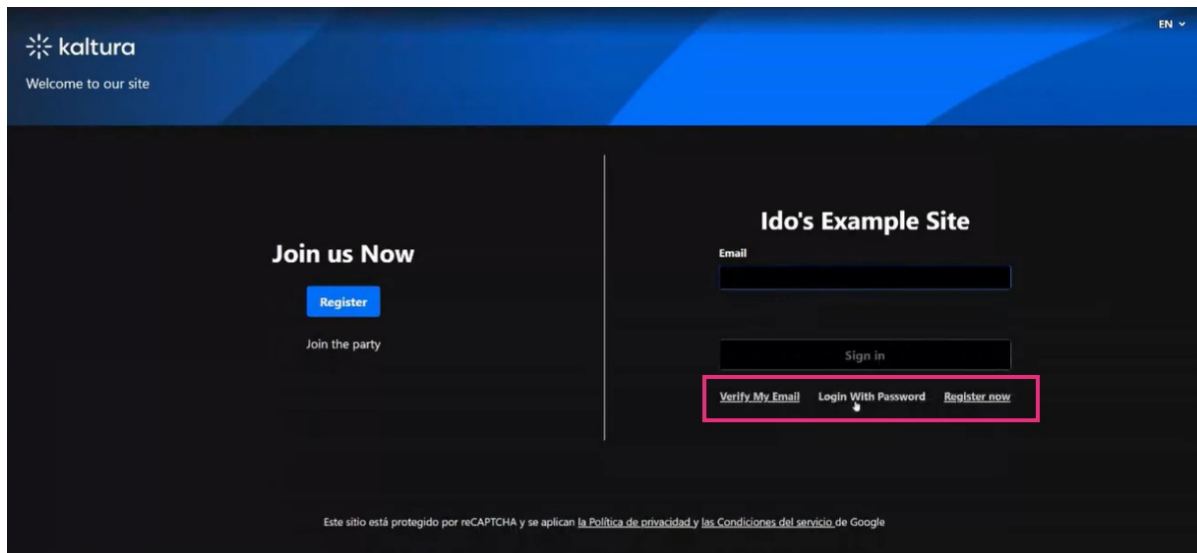 EN
kaltura
Welcome to our site
Join us Now
Register
Join the party
Ido's Example Site
Email
Sign in
Verify My Email Login With Password Register now
Este sitio está protegido por reCAPTCHA y se aplican la Política de privacidad y las Condiciones del servicio de Google